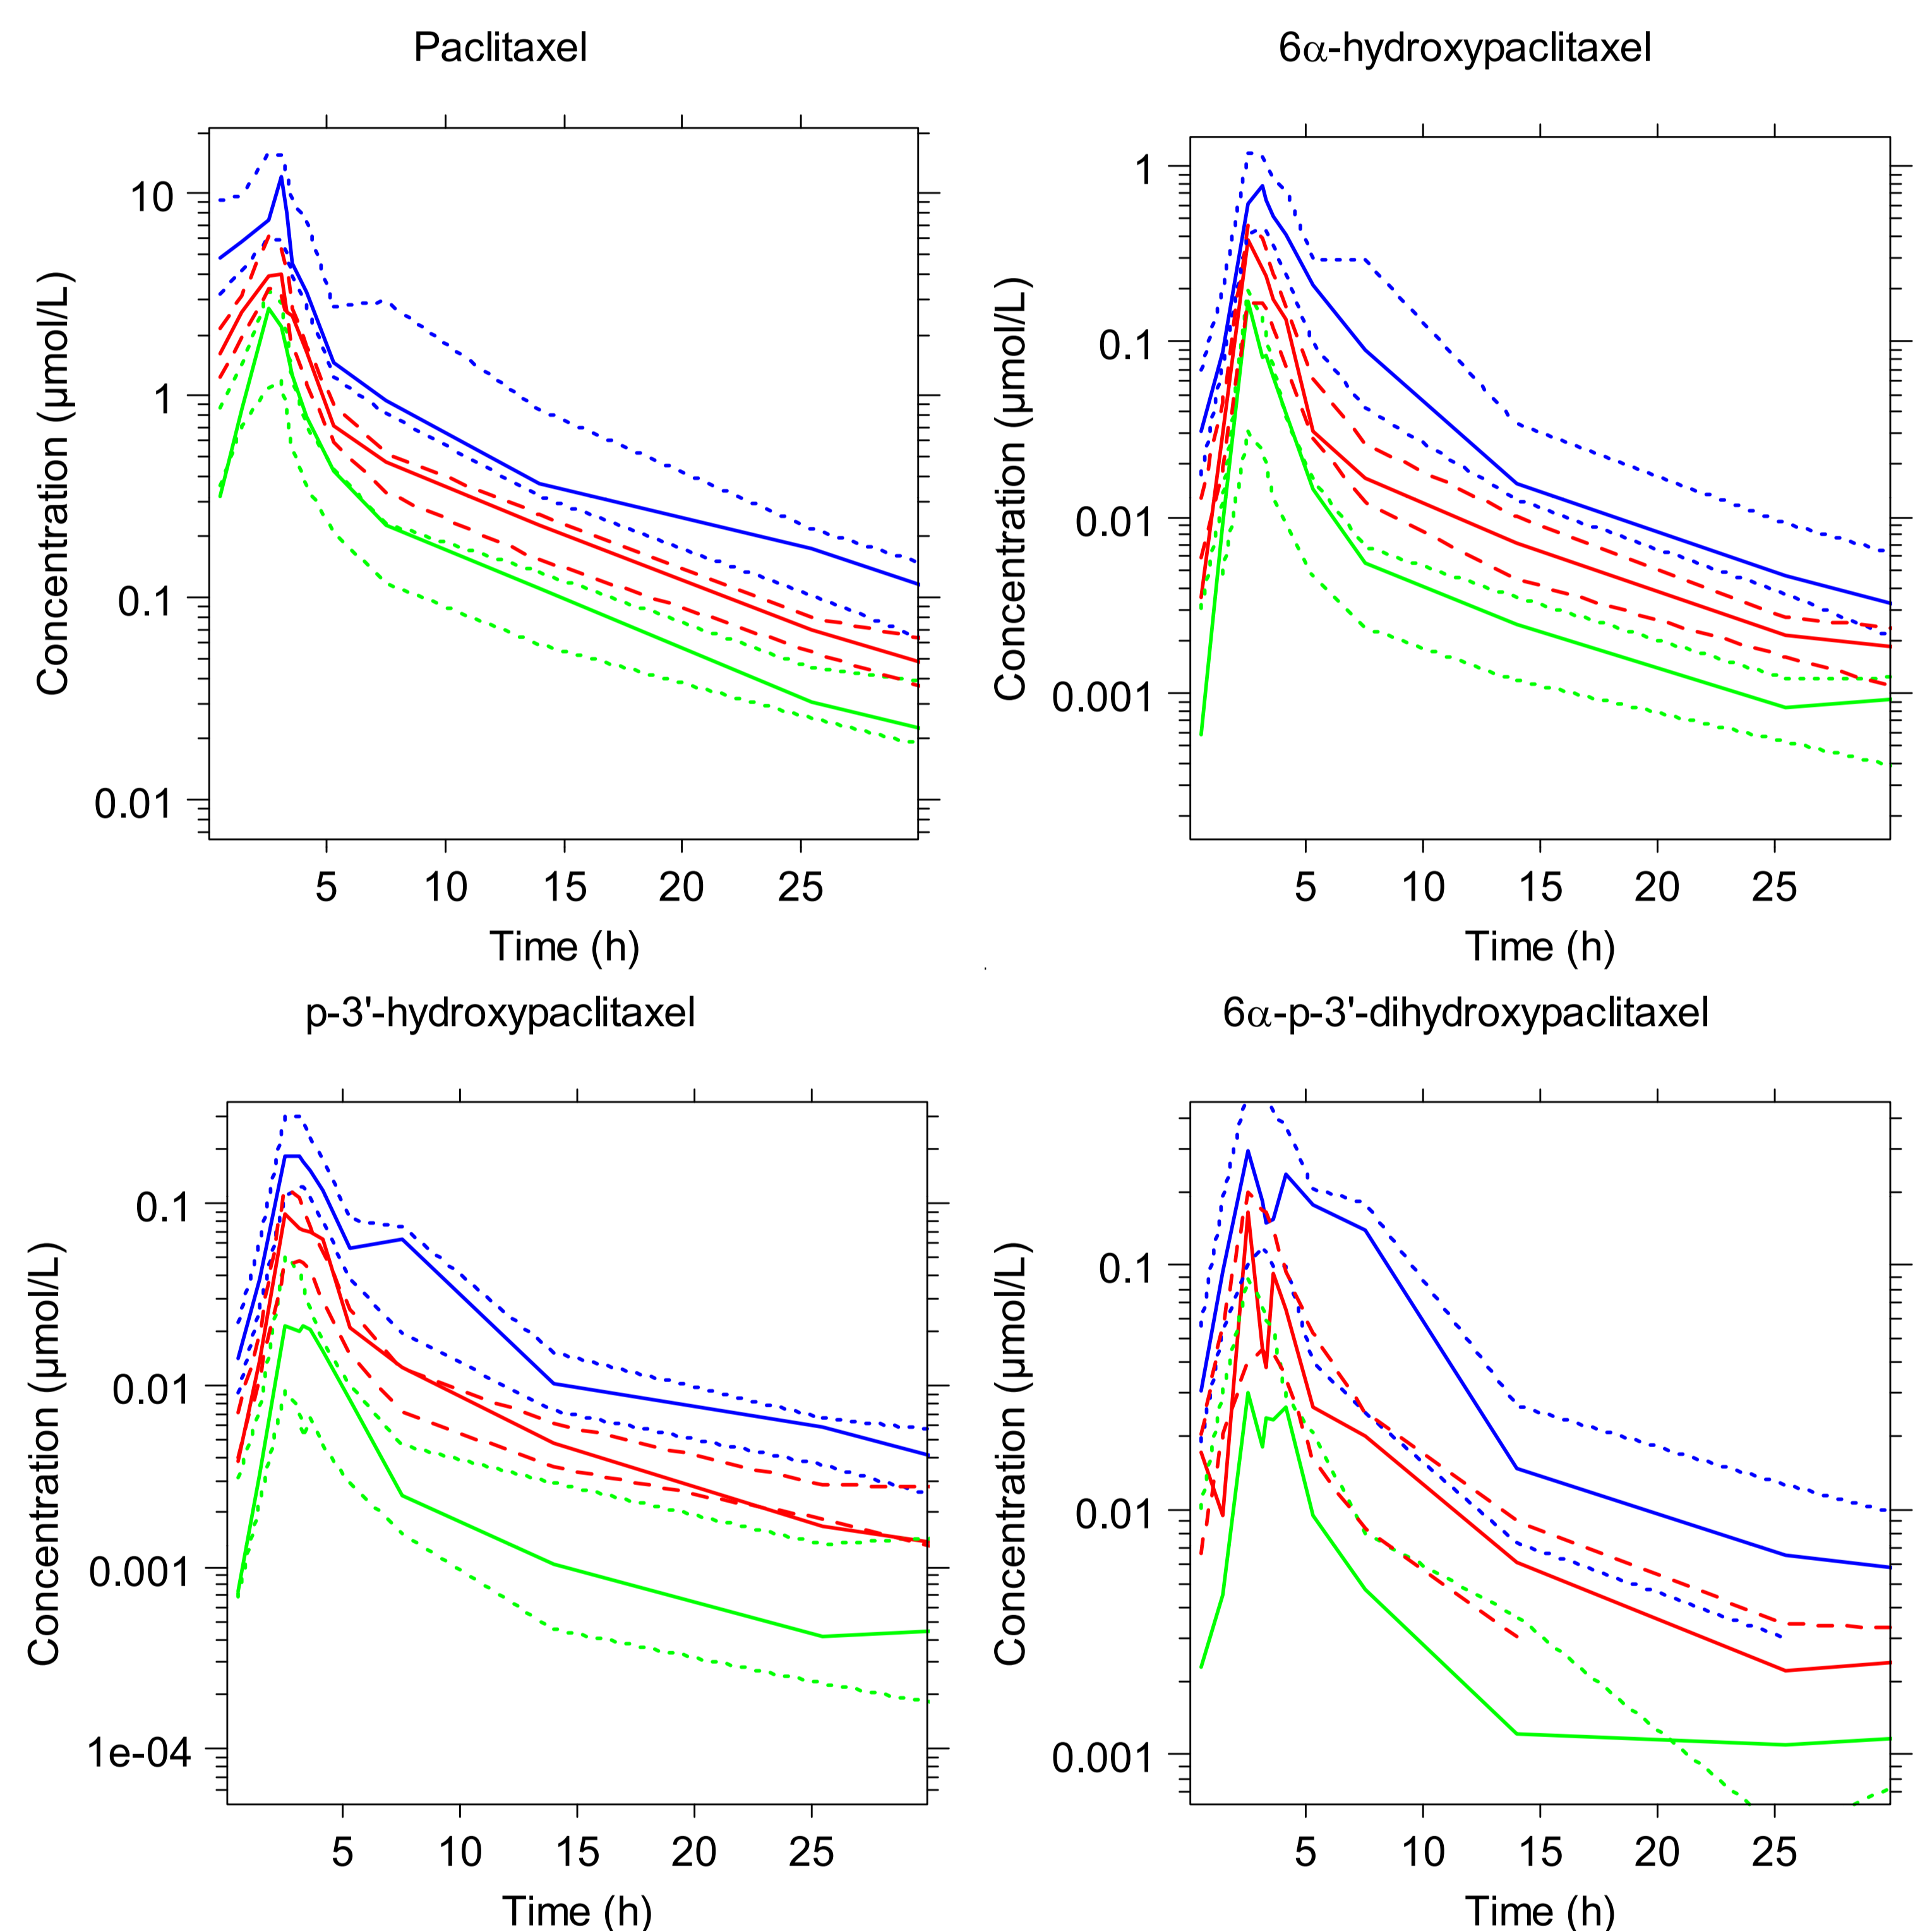 Paclitaxel
Concentration (µmol/L)
10
1
0.1
0.01
5 10 15 20 25
Time (h)
6α-hydroxypaclitaxel
Concentration (µmol/L)
1
0.1
0.01
0.001
5 10 15 20 25
Time (h)
p-3'-hydroxypaclitaxel
Concentration (µmol/L)
0.1
0.01
0.001
1e-04
5 10 15 20 25
Time (h)
6α-p-3'-dihydroxypaclitaxel
Concentration (µmol/L)
0.1
0.01
0.001
5 10 15 20 25
Time (h)